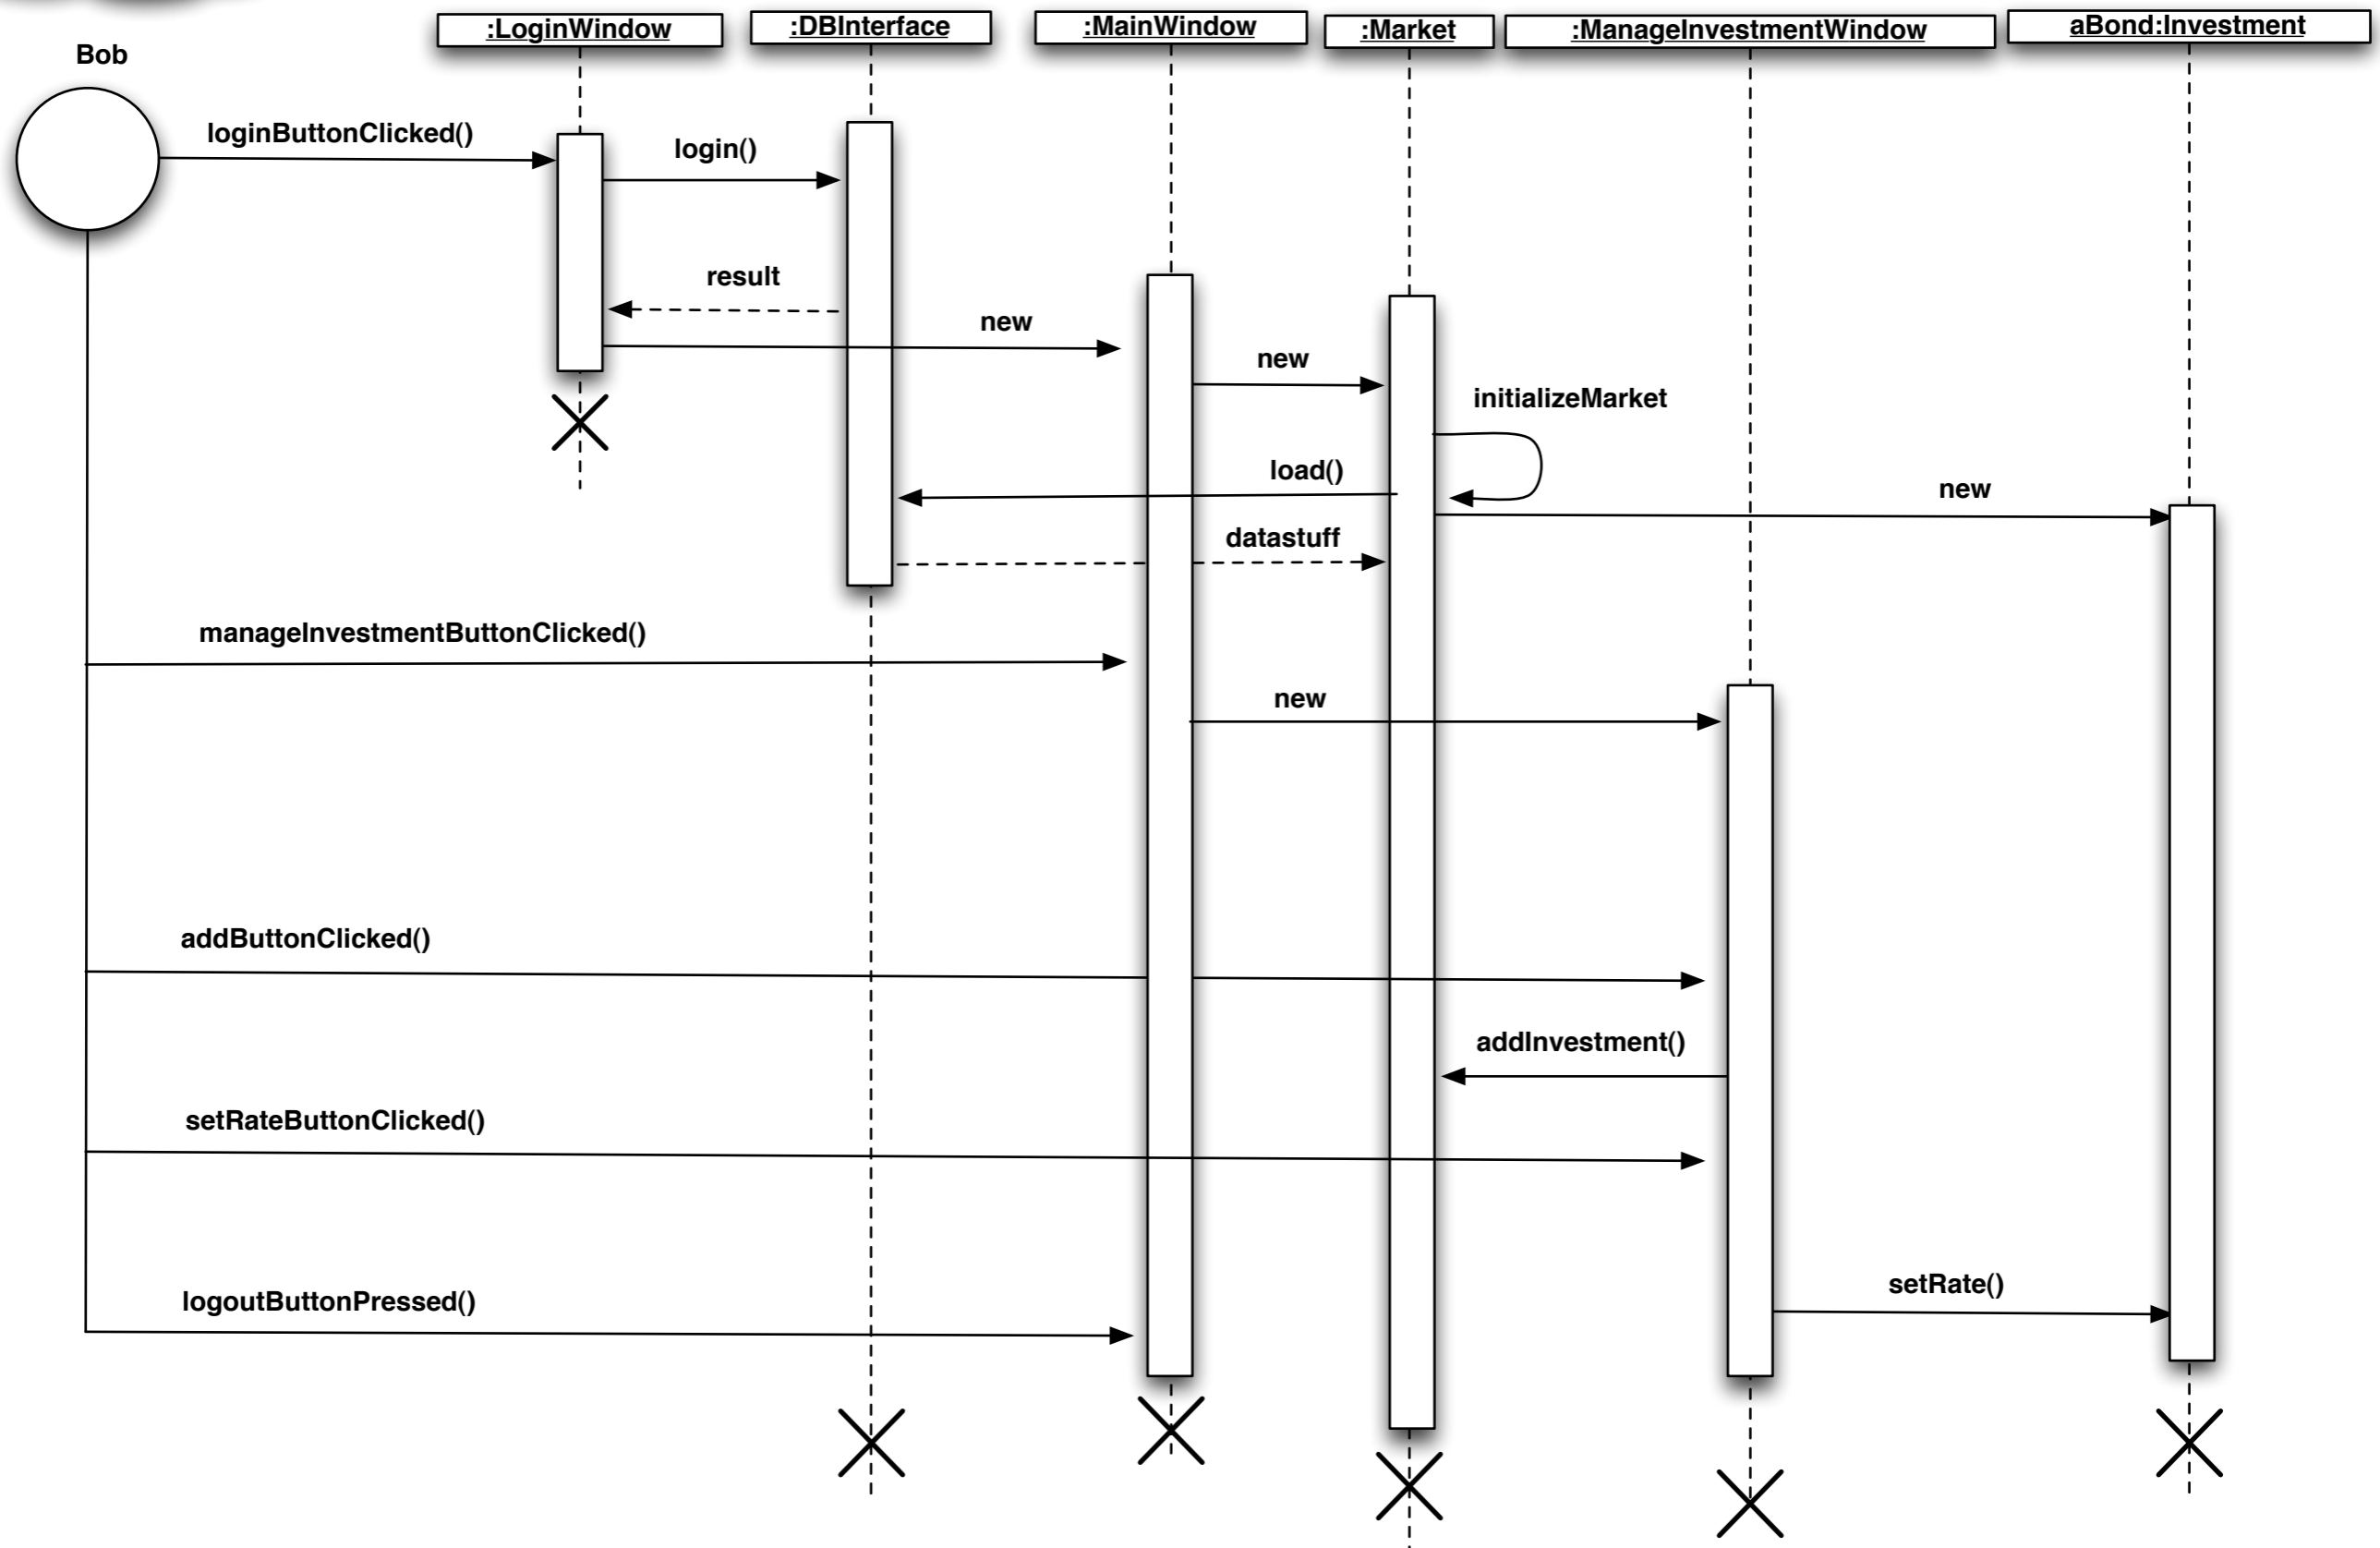 :LoginWindow
:DBInterface
:MainWindow
:Market
:ManageInvestmentWindow
aBond:Investment
Bob
loginButtonClicked()
login()
result
new
new
initializeMarket
load()
new
datastuff
manageInvestmentButtonClicked()
new
addButtonClicked()
addInvestment()
setRateButtonClicked()
setRate()
logoutButtonPressed()